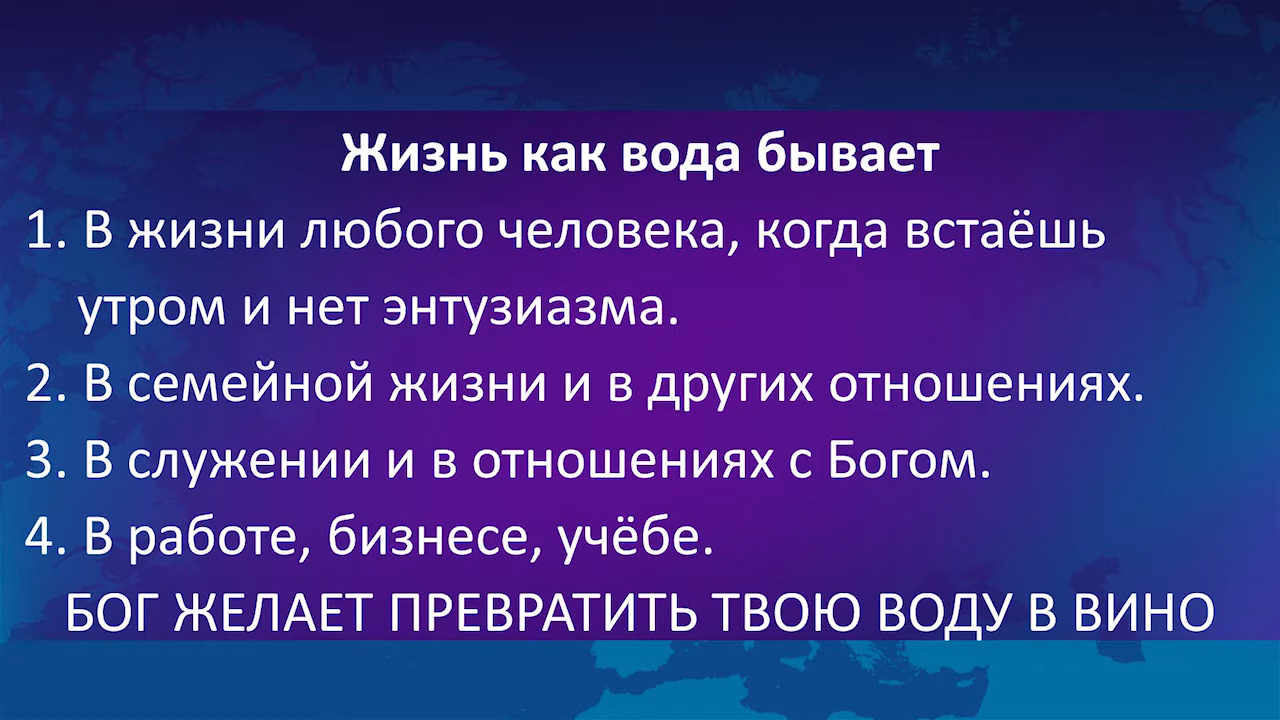 Жизнь как вода бывает
1. В жизни любого человека, когда встаёшь
утром и нет энтузиазма.
2. В семейной жизни и в других отношениях.
3. В служении и в отношениях с Богом.
4. В работе, бизнесе, учёбе.
БОГ ЖЕЛАЕТ ПРЕВРАТИТЬ ТВОЮ ВОДУ В ВИНО